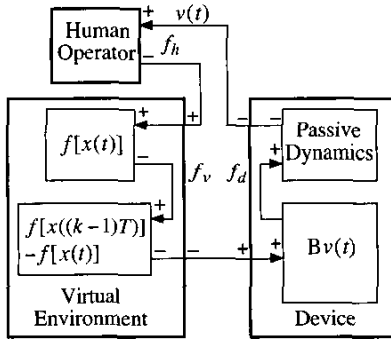 Human
Operator
+
v(t)
−
f_h
+
+
f[x(t)]
−
f_v
f_d
−
−
Passive
Dynamics
+
+
f[x((k−1)T)]
−f[x(t)]
−
−
+
+
Bv(t)
Virtual
Environment
Device